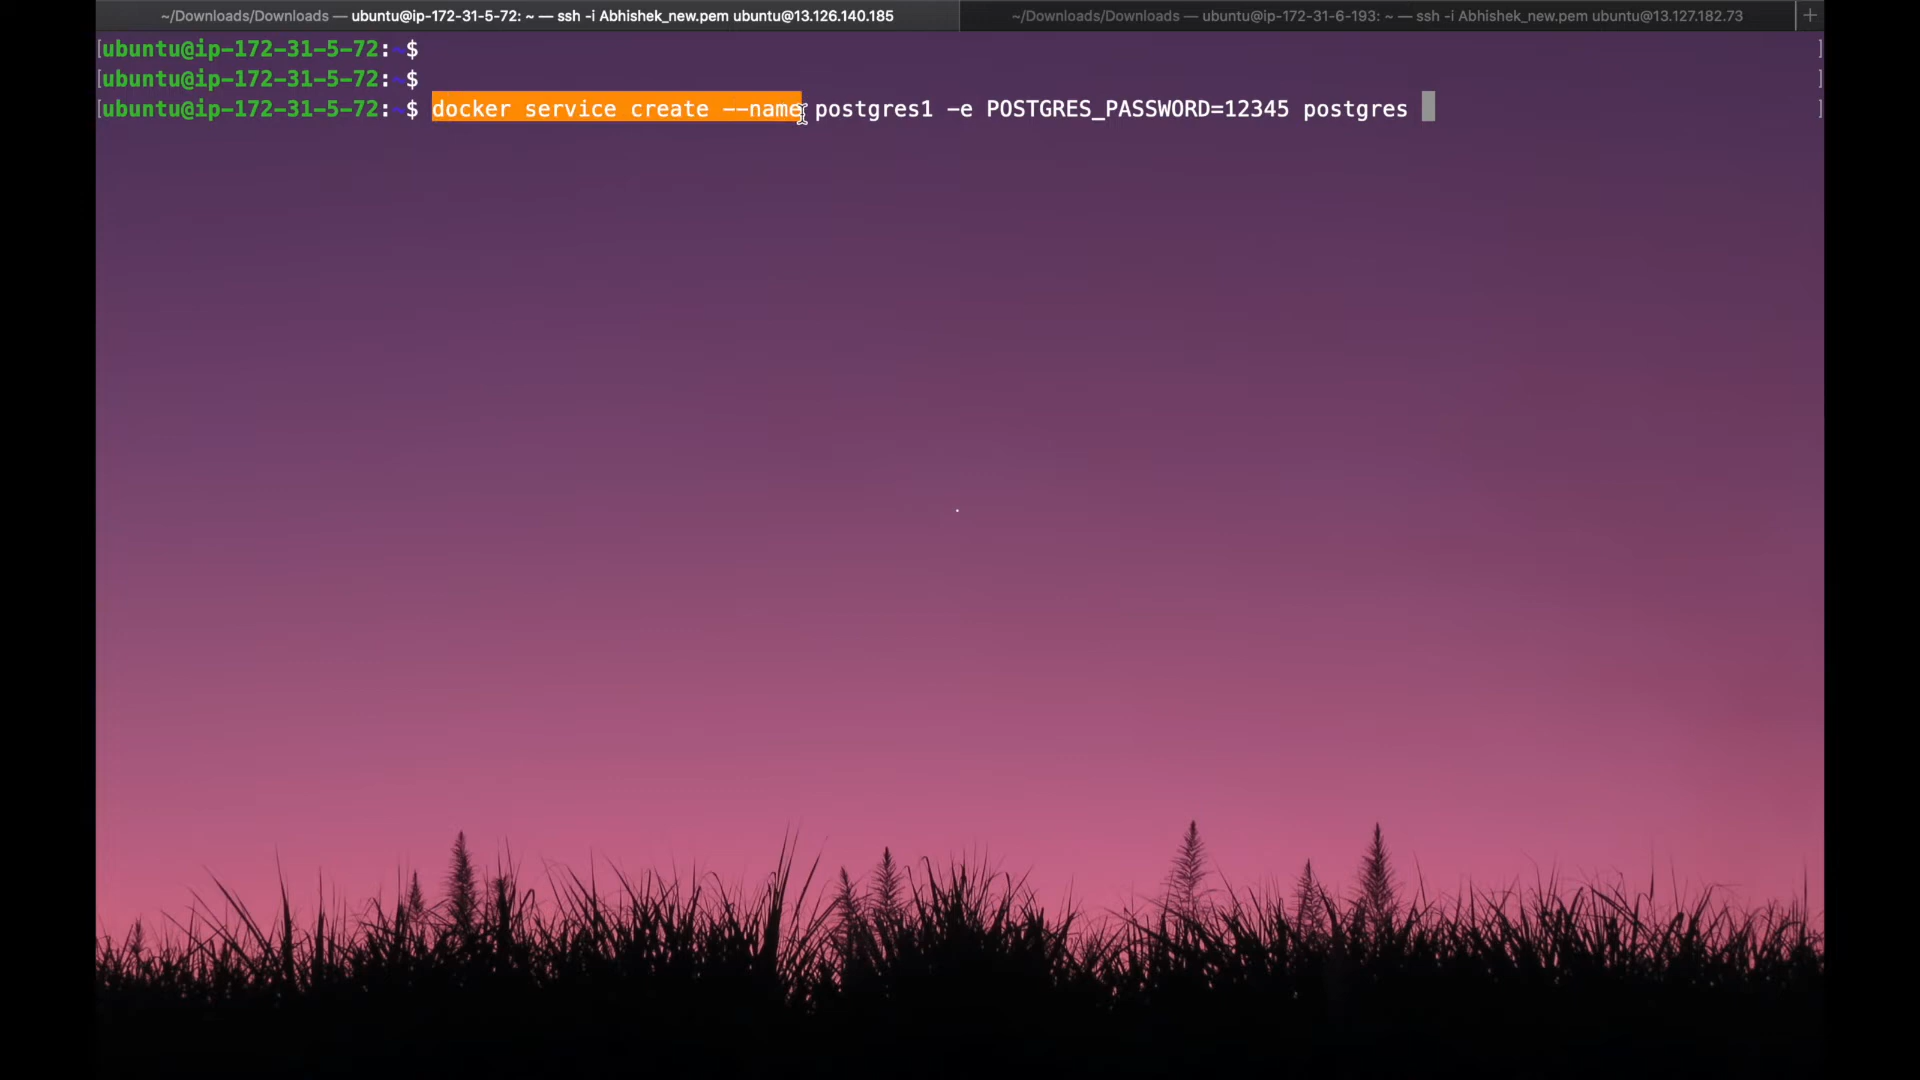 ~/Downloads/Downloads — ubuntu@ip-172-31-5-72: ~ — ssh -i Abhishek_new.pem ubuntu@13.126.140.185
~/Downloads/Downloads — ubuntu@ip-172-31-6-193: ~ — ssh -i Abhishek_new.pem ubuntu@13.127.182.73 +
[ubuntu@ip-172-31-5-72:~$ ]
[ubuntu@ip-172-31-5-72:~$ ]
[ubuntu@ip-172-31-5-72:~$ docker service create --name postgres1 -e POSTGRES_PASSWORD=12345 postgres ]